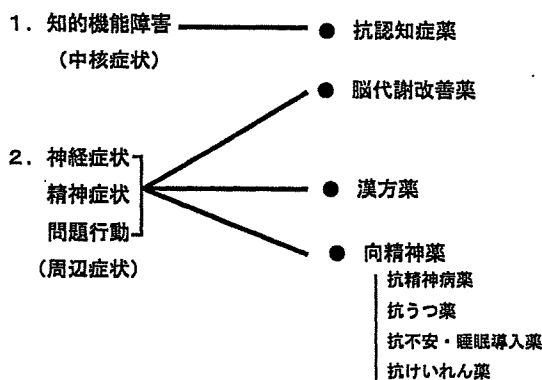 1. 知的機能障害
(中核症状)
● 抗認知症薬
● 脳代謝改善薬
2. 神経症状
精神症状
問題行動
(周辺症状)
● 漢方薬
● 向精神薬
抗精神病薬
抗うつ薬
抗不安・睡眠導入薬
抗けいれん薬